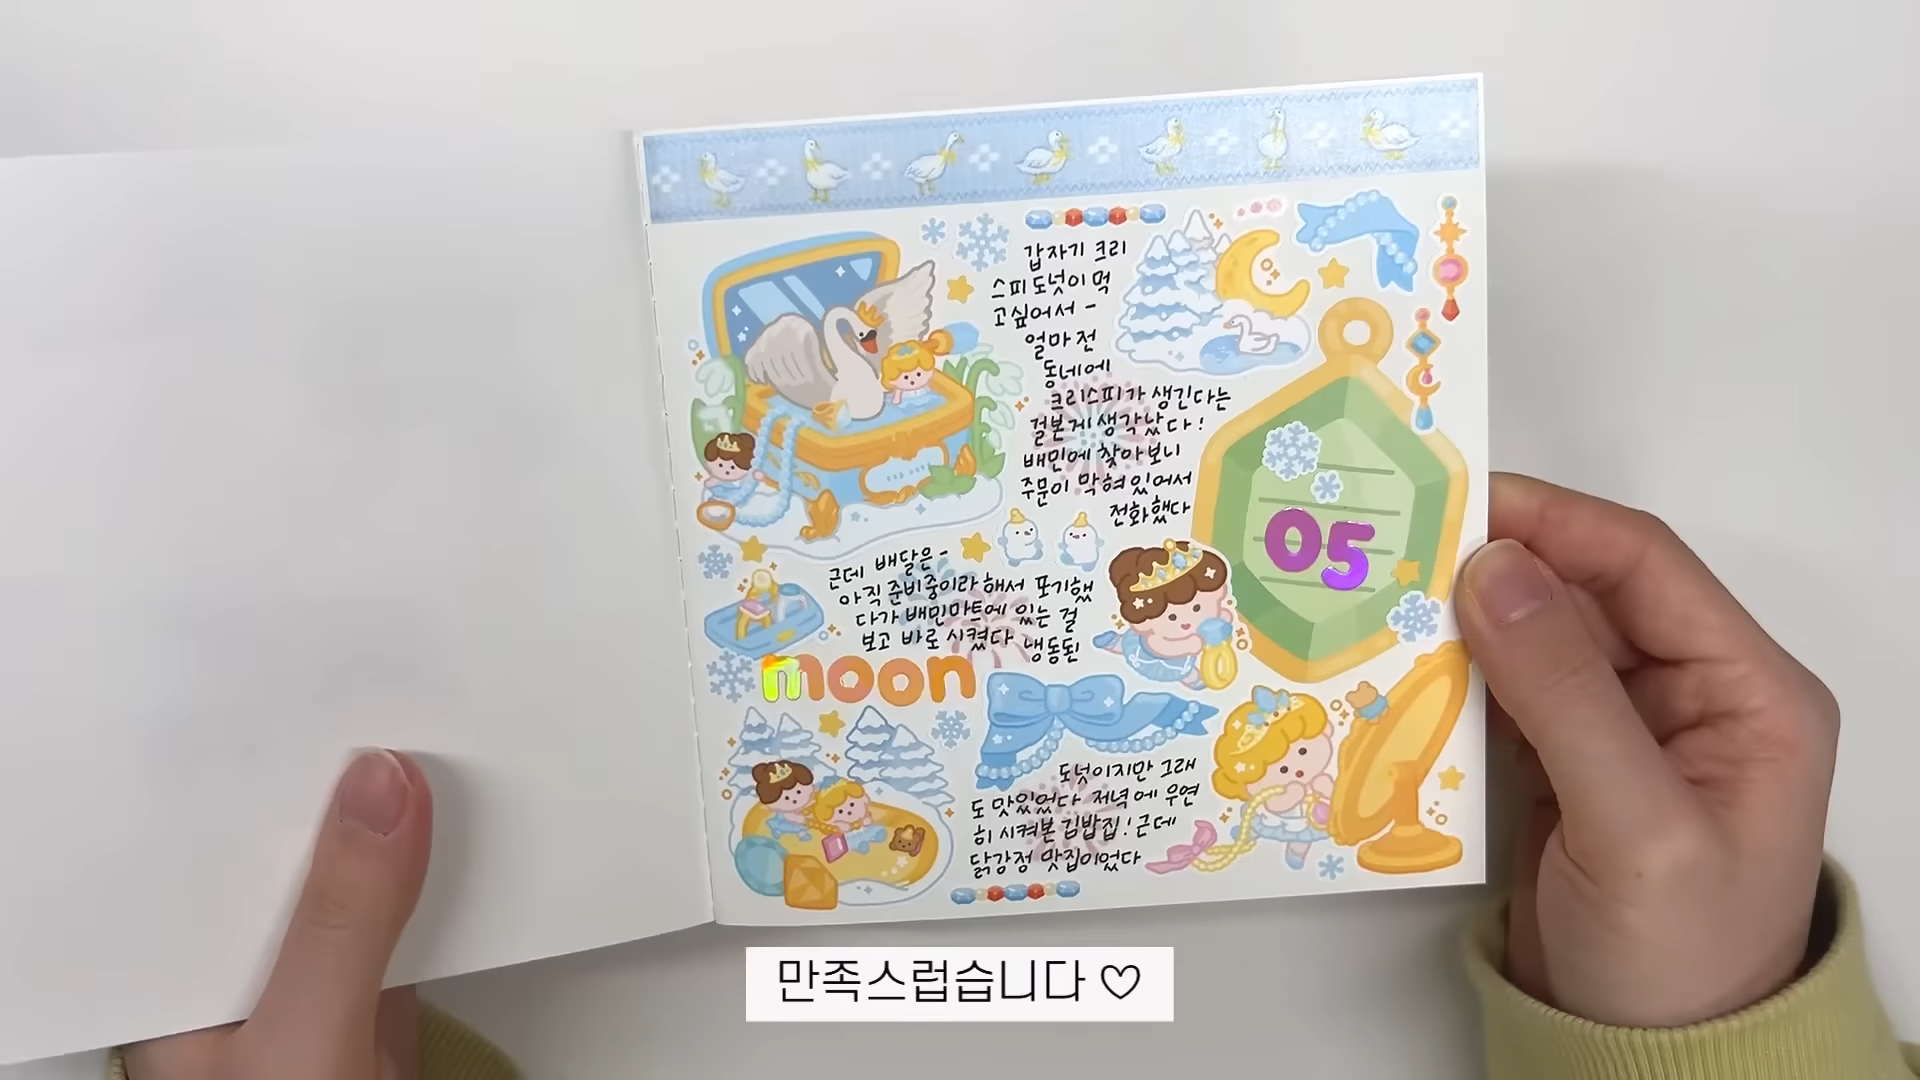 갑자기 크리
스피도넛이 먹
고싶어서 -
얼마 전
동네에
크리스피가 생긴다는
걸본게 생각났다!
배민에 찾아보니
주문이 막혀있어서
전화했다
05
근데 배달은-
아직 준비중이라 해서 포기했
다가 배민마트에 있는 걸
보고 바로 시켰다 냉동된
moon
도넛이지만 그래
도 맛있었다 저녁에 우연
히 시켜본 김밥집! 근데
닭강정 맛집이었다
만족스럽습니다 ♡